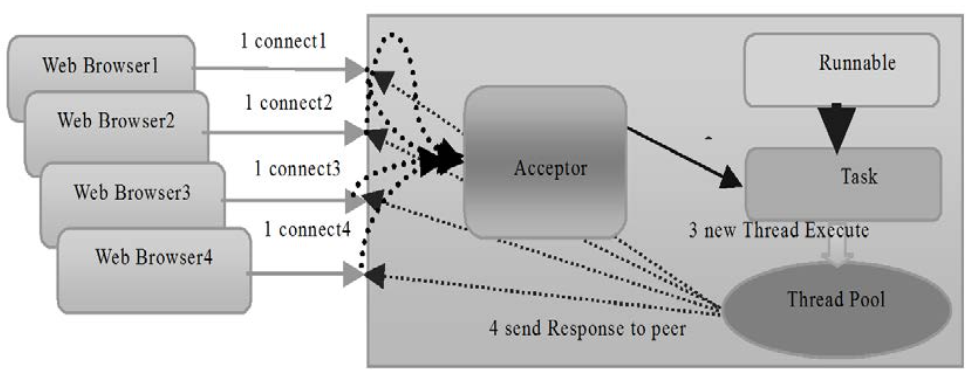 1 connect1
Web Browser1
Runnable
1 connect2
Web Browser2
1 connect3
Acceptor
Task
Web Browser3
1 connect4
3 new Thread Execute
Web Browser4
Thread Pool
4 send Response to peer